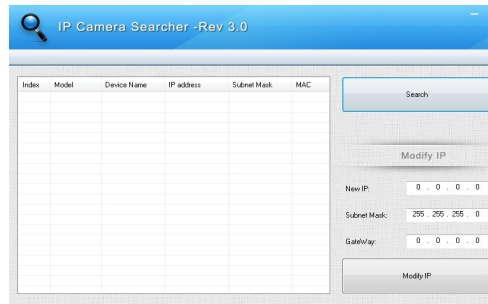 IP Camera Searcher -Rev 3.0
Index Model Device Name IP address Subnet Mask MAC
Search
Modify IP
New IP: 0 . 0 . 0 . 0
Subnet Mask: 255 . 255 . 255 . 0
GateWay: 0 . 0 . 0 . 0
Modify IP